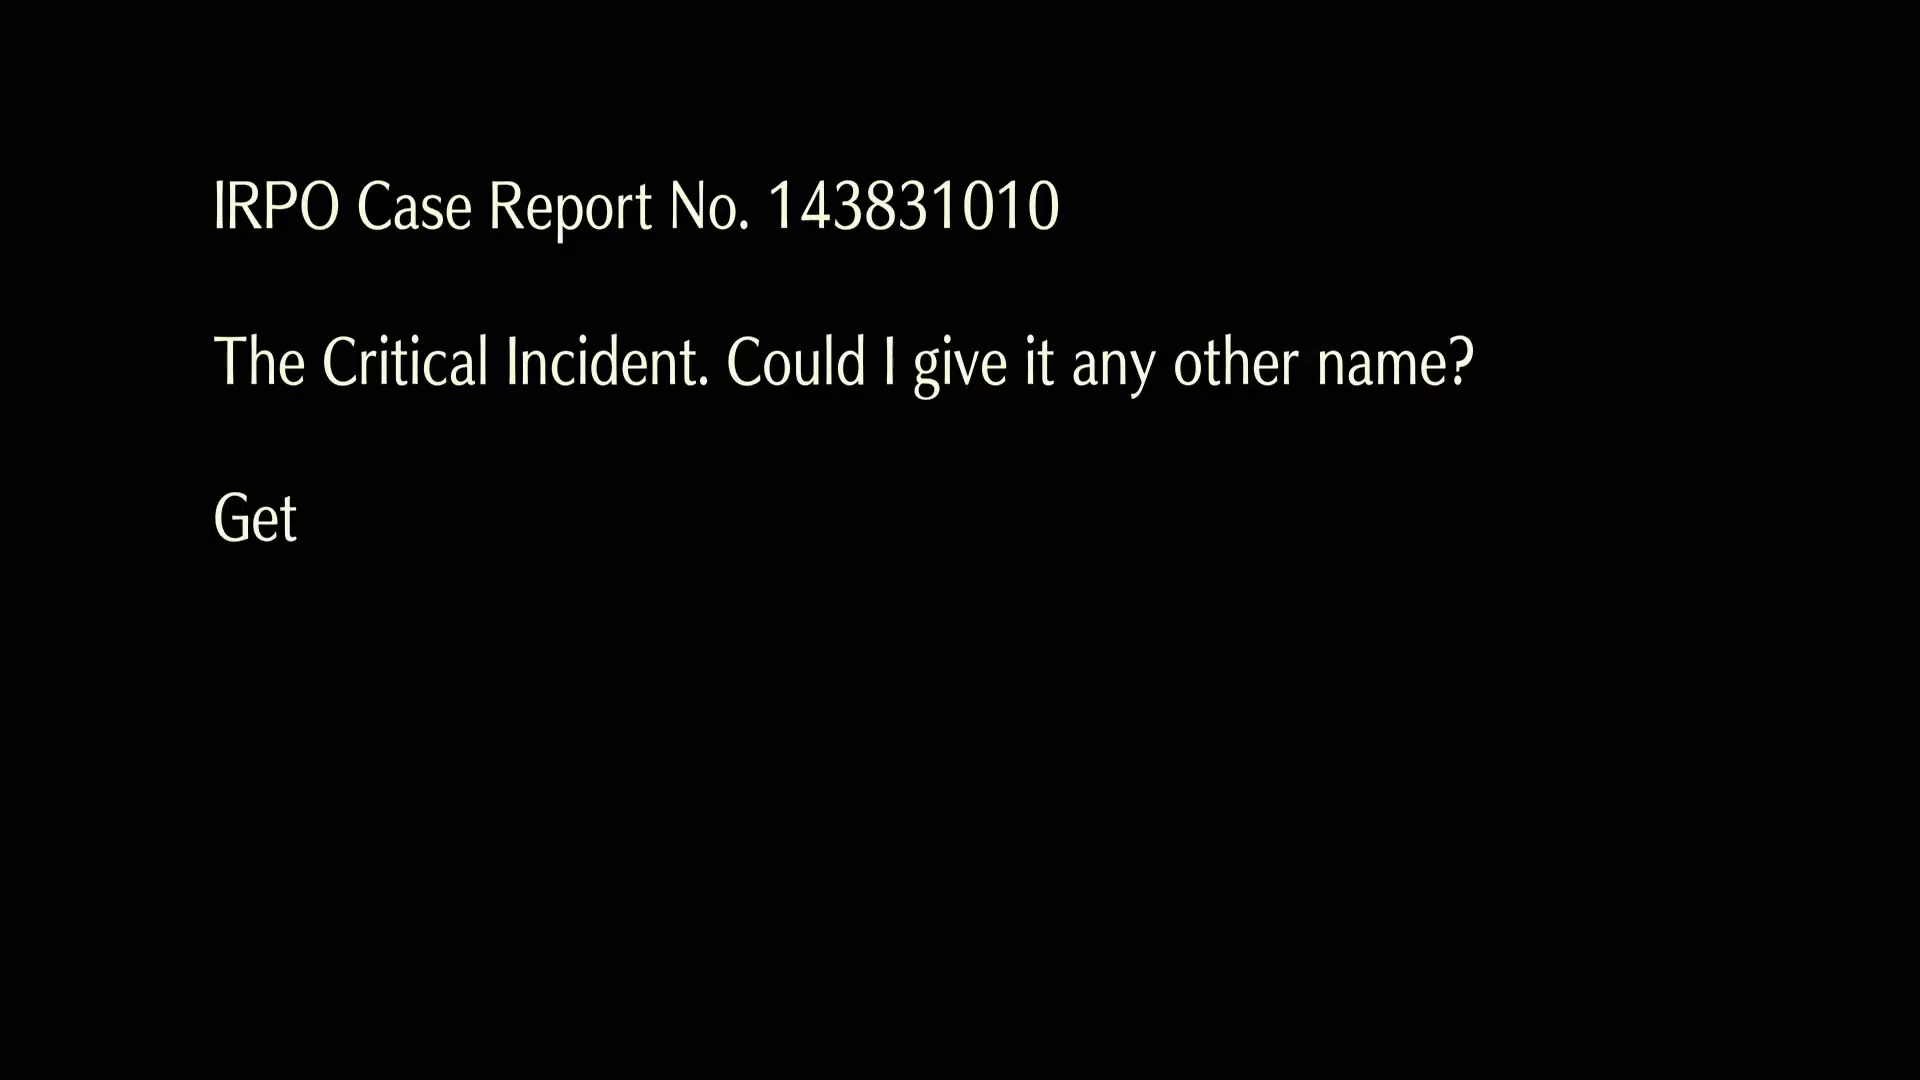 IRPO Case Report No. 143831010
The Critical Incident. Could I give it any other name?
Get